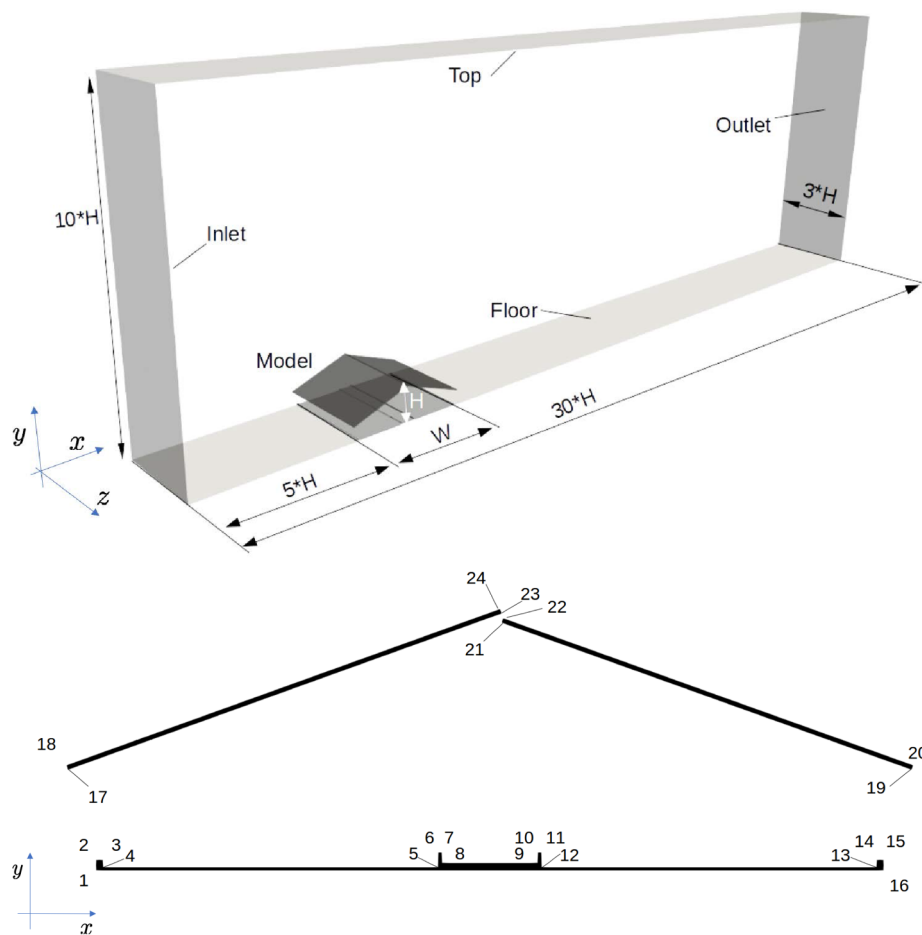 Top
Outlet
10*H
3*H
Inlet
Floor
Model
H
30*H
W
y
x
5*H
z
24
23
22
21
18
17
20
19
2 3
4
6 7
5 8
10 11
9 12
14 15
13
1
16
y
x